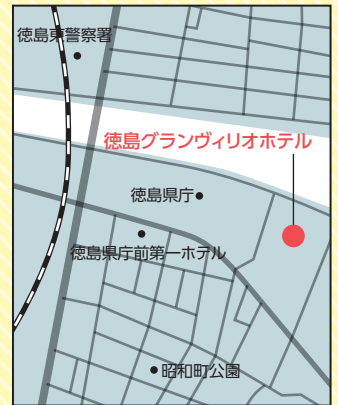 徳島東警察署
徳島グランヴィリオホテル
徳島県庁
徳島県庁前第一ホテル
昭和町公園